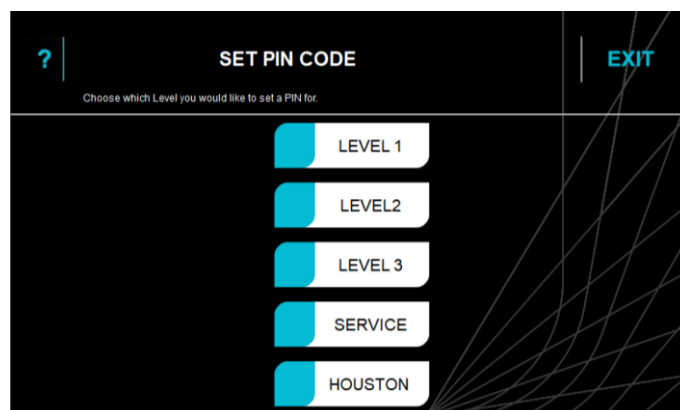 ? SET PIN CODE EXIT
Choose which Level you would like to set a PIN for.
LEVEL 1
LEVEL2
LEVEL 3
SERVICE
HOUSTON